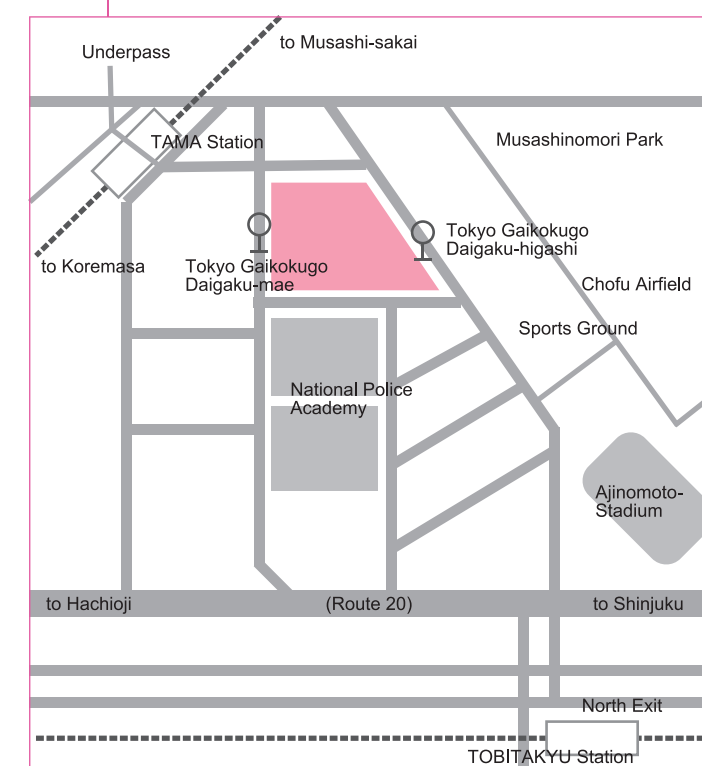 to Musashi-sakai
Underpass
TAMA Station
Musashinomori Park
Tokyo Gaikokugo
Daigaku-higashi
to Koremasa
Tokyo Gaikokugo
Daigaku-mae
Chofu Airfield
Sports Ground
National Police
Academy
Ajinomoto-
Stadium
to Hachioji
(Route 20)
to Shinjuku
North Exit
TOBITAKYU Station